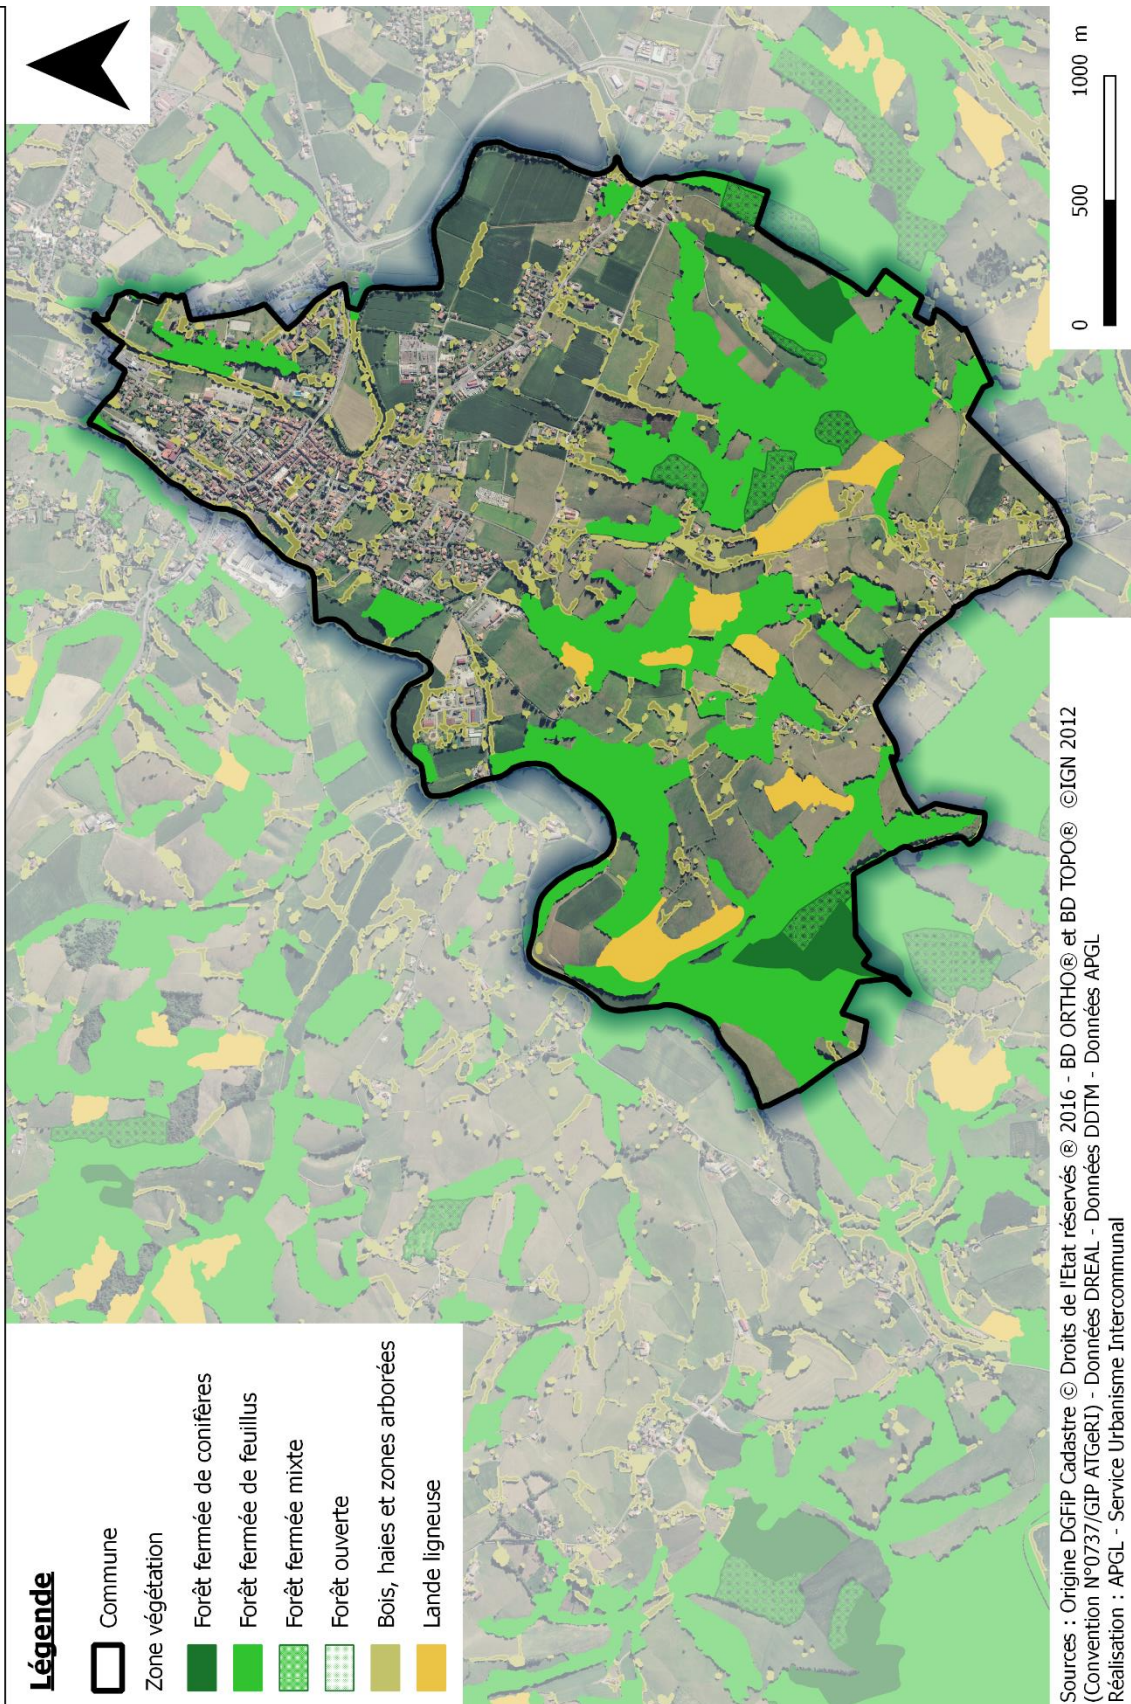 Légende
Commune
Zone végétation
Forêt fermée de conifères
Forêt fermée de feuillus
Forêt fermée mixte
Forêt ouverte
Bois, haies et zones arborées
Lande ligneuse
0 500 1000 m
Sources : Origine DGFiP Cadastre © Droits de l'Etat réservés ® 2016 - BD ORTHO® et BD TOPO® ©IGN 2012
(Convention N°0737/GIP ATGeRI) - Données DREAL - Données DDTM - Données APGL
Réalisation : APGL - Service Urbanisme Intercommunal